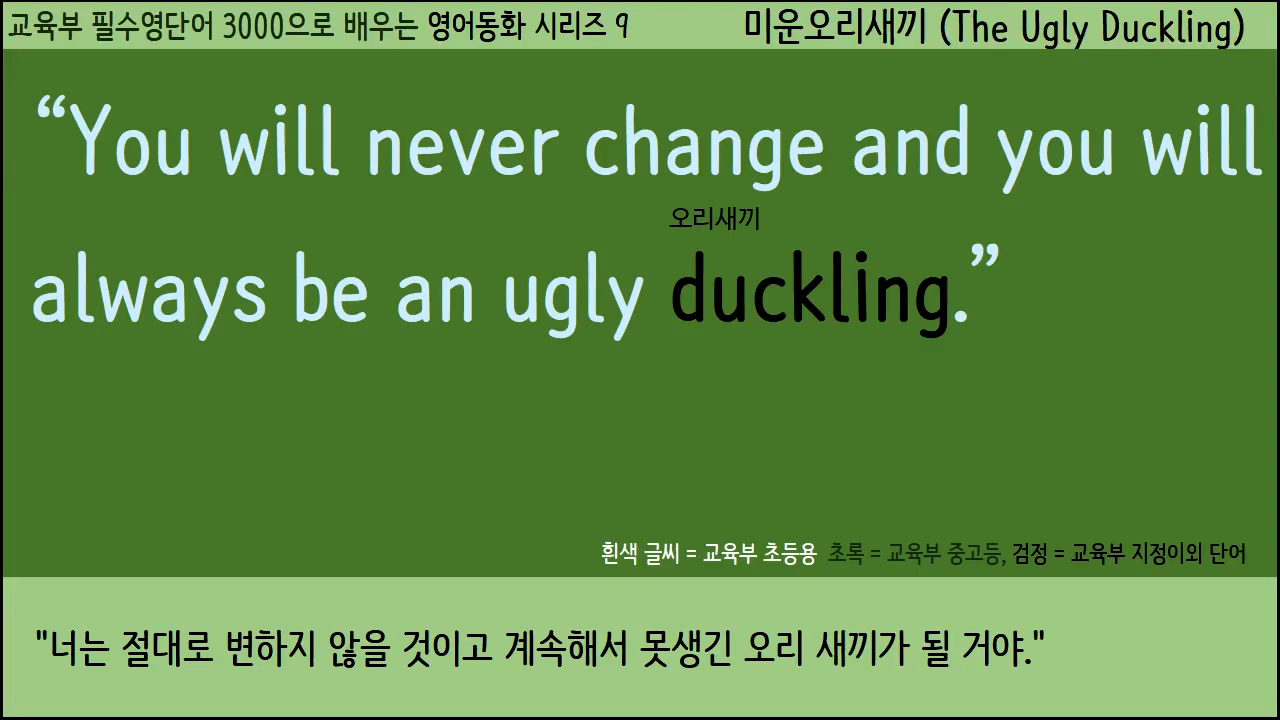 교육부 필수영단어 3000으로 배우는 영어동화 시리즈 9
미운오리새끼 (The Ugly Duckling)
“You will never change and you will
오리새끼
always be an ugly duckling.”
흰색 글씨 = 교육부 초등용 초록 = 교육부 중고등, 검정 = 교육부 지정이외 단어
"너는 절대로 변하지 않을 것이고 계속해서 못생긴 오리 새끼가 될 거야."